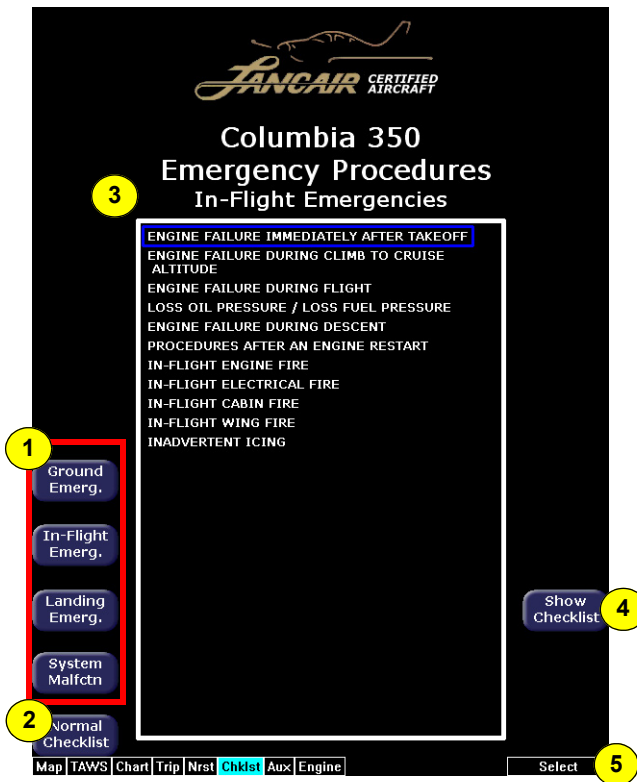 LANCAIR CERTIFIED
AIRCRAFT
Columbia 350
Emergency Procedures
3
In-Flight Emergencies
ENGINE FAILURE IMMEDIATELY AFTER TAKEOFF
ENGINE FAILURE DURING CLIMB TO CRUISE
ALTITUDE
ENGINE FAILURE DURING FLIGHT
LOSS OIL PRESSURE / LOSS FUEL PRESSURE
ENGINE FAILURE DURING DESCENT
PROCEDURES AFTER AN ENGINE RESTART
IN-FLIGHT ENGINE FIRE
IN-FLIGHT ELECTRICAL FIRE
IN-FLIGHT CABIN FIRE
IN-FLIGHT WING FIRE
INADVERTENT ICING
1
Ground
Emerg.
In-Flight
Emerg.
Landing
Emerg.
Show
Checklist
4
System
Malfctn
2
Normal
Checklist
Map TAWS Chart Trip Nrst Chklst Aux Engine
Select
5